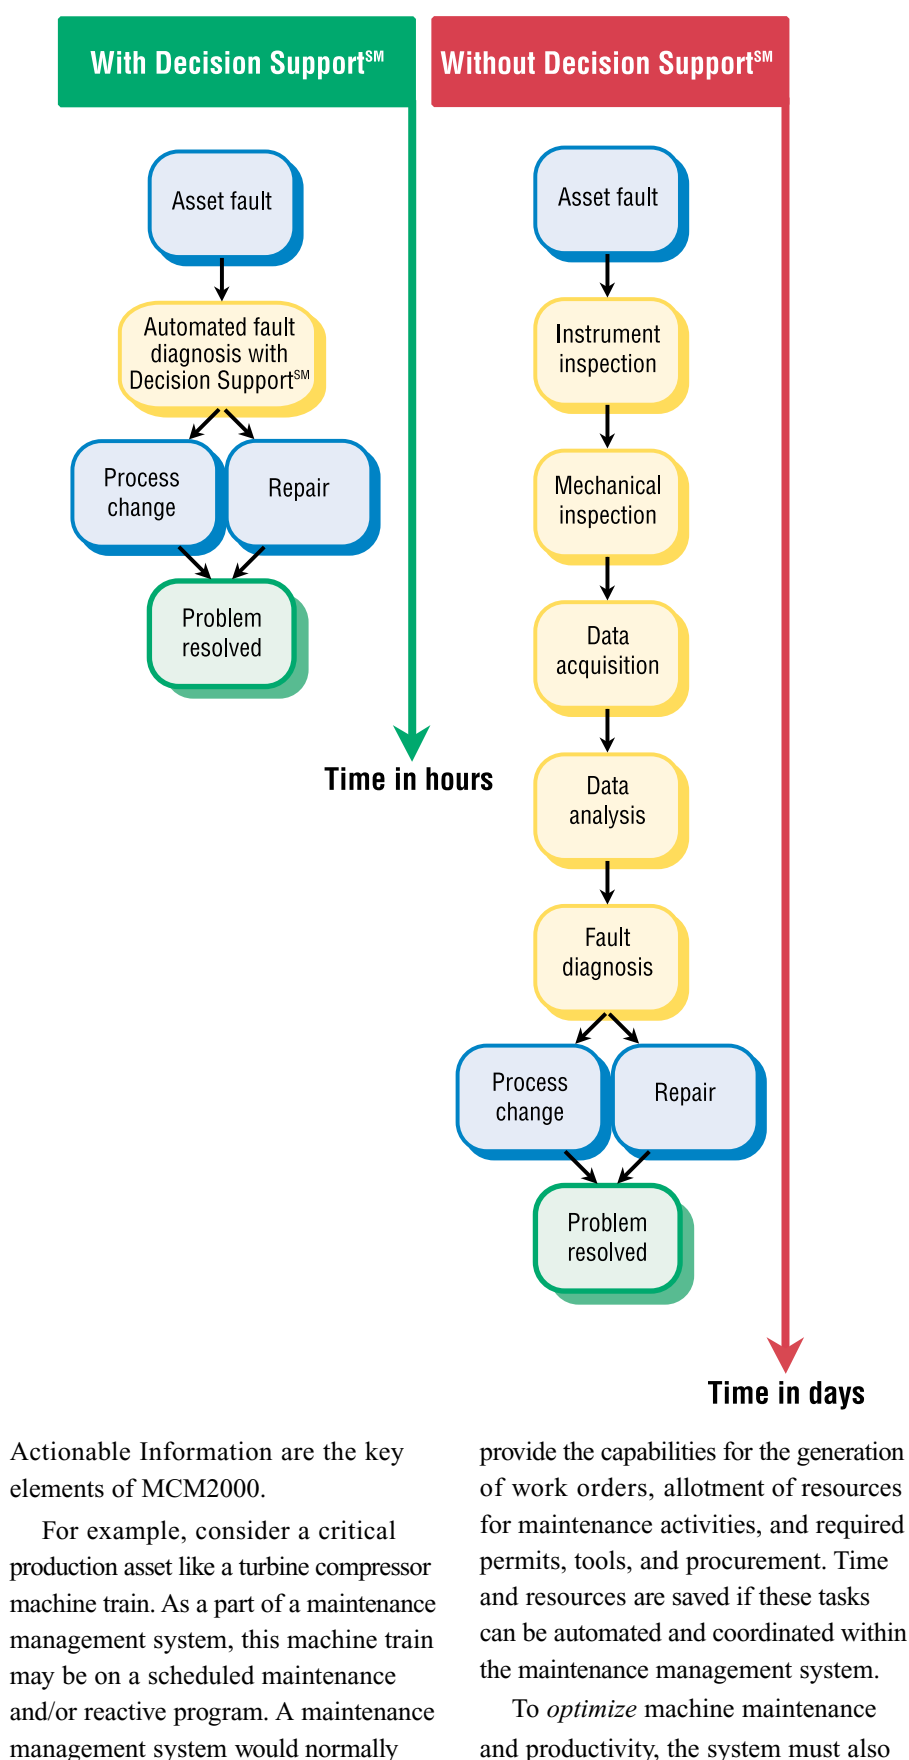 With Decision Support℠
Asset fault
Automated fault
diagnosis with
Decision Support℠
Process
change
Repair
Problem
resolved
Time in hours
Without Decision Support℠
Asset fault
Instrument
inspection
Mechanical
inspection
Data
acquisition
Data
analysis
Fault
diagnosis
Process
change
Repair
Problem
resolved
Time in days
Actionable Information are the key
elements of MCM2000.
For example, consider a critical
production asset like a turbine compressor
machine train. As a part of a maintenance
management system, this machine train
may be on a scheduled maintenance
and/or reactive program. A maintenance
management system would normally
provide the capabilities for the generation
of work orders, allotment of resources
for maintenance activities, and required
permits, tools, and procurement. Time
and resources are saved if these tasks
can be automated and coordinated within
the maintenance management system.
To optimize machine maintenance
and productivity, the system must also